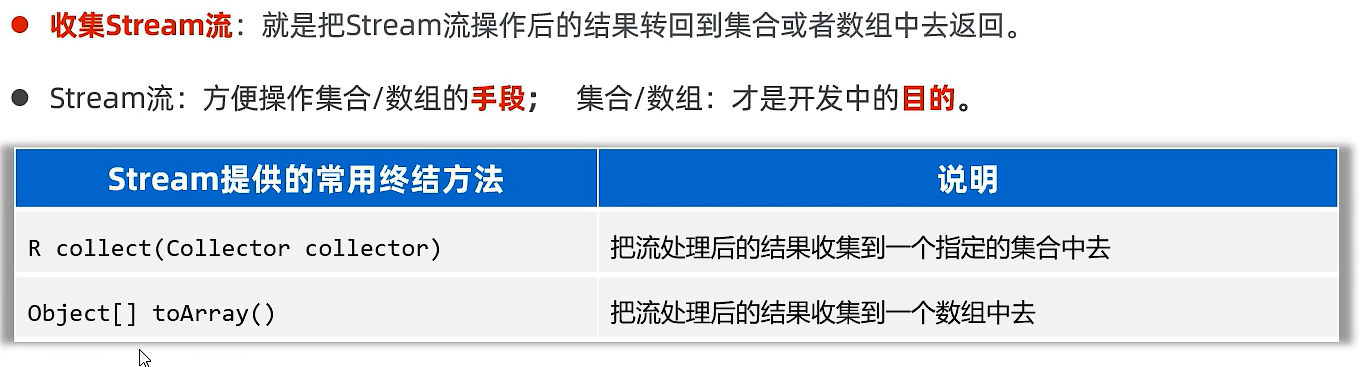 收集Stream流：就是把Stream流操作后的结果转回到集合或者数组中去返回。
Stream流：方便操作集合/数组的手段； 集合/数组：才是开发中的目的。
Stream提供的常用终结方法 说明
R collect(Collector collector) 把流处理后的结果收集到一个指定的集合中去
Object[] toArray() 把流处理后的结果收集到一个数组中去